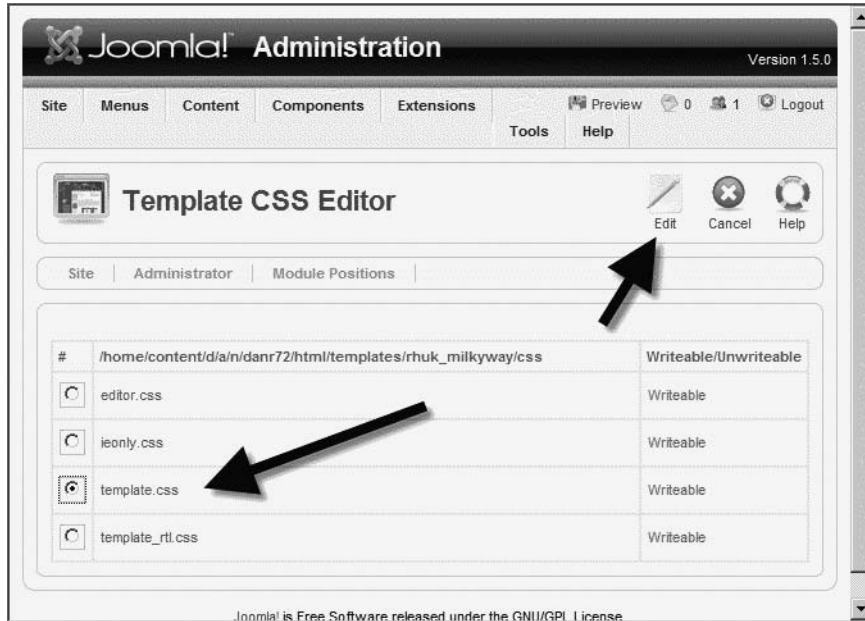 Joomla! Administration
Version 1.5.0
Site Menus Content Components Extensions Preview 0 1 Logout
Tools Help
Template CSS Editor
Edit Cancel Help
Site Administrator Module Positions
# /home/content/d/a/n/danr72/html/templates/rhuk_milkyway/css Writeable/Unwriteable
editor.css Writeable
ieonly.css Writeable
template.css Writeable
template_rtl.css Writeable
Joomla! is Free Software released under the GNU/GPL License